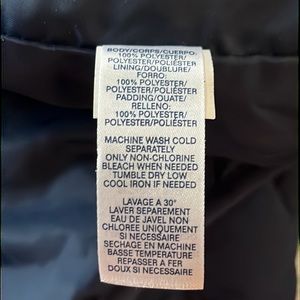 BODY/CORPS/CUERPO:
100% POLYESTER/
POLYESTER/POLIÉSTER
LINING/DOUBLURE/
FORRO:
100% POLYESTER/
POLYESTER/POLIÉSTER
PADDING/OUATE/
RELLENO:
100% POLYESTER/
POLYESTER/POLIÉSTER
MACHINE WASH COLD
SEPARATELY
ONLY NON-CHLORINE
BLEACH WHEN NEEDED
TUMBLE DRY LOW
COOL IRON IF NEEDED
LAVAGE A 30°
LAVER SEPAREMENT
EAU DE JAVEL NON
CHLOREE UNIQUEMENT
SI NECESSAIRE
SECHAGE EN MACHINE
BASSE TEMPERATURE
REPASSER A FER
DOUX SI NECESSAIRE